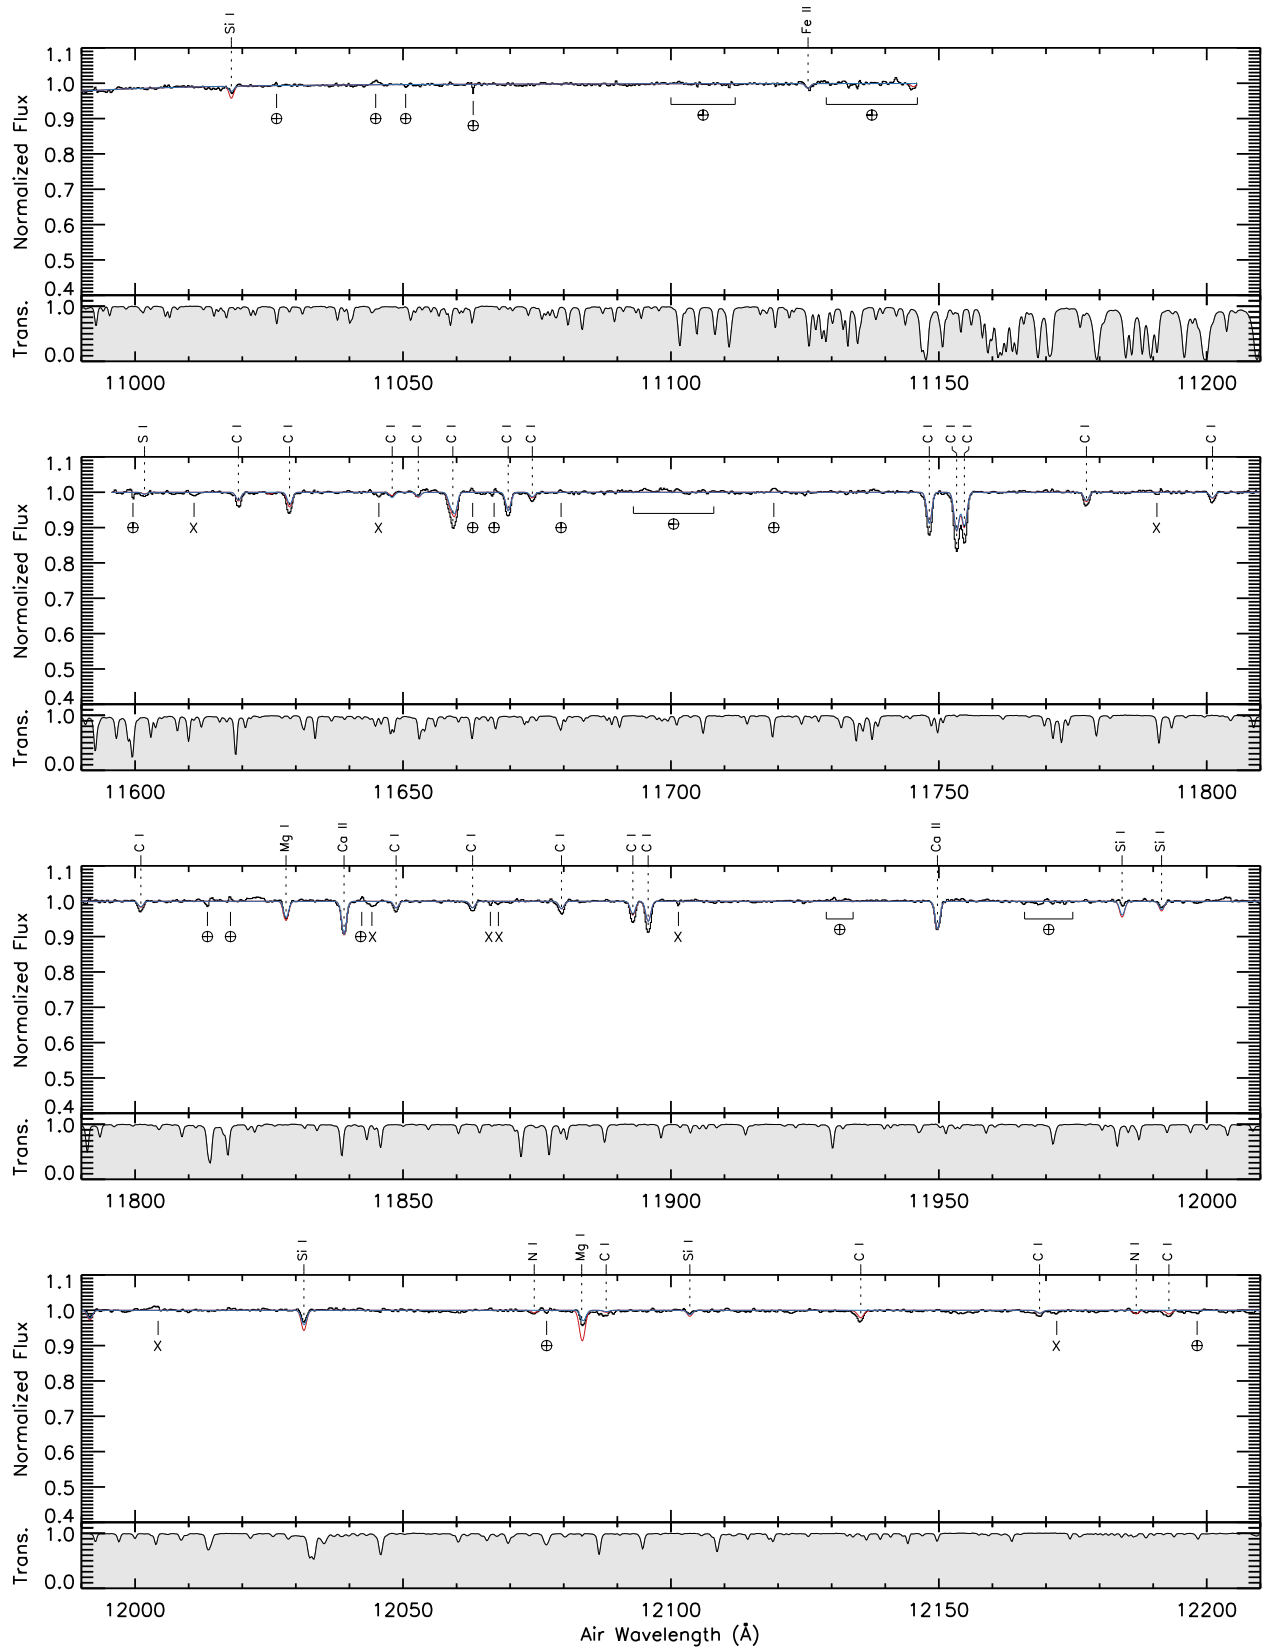 Si I Fe II
1.1
1.0
0.9
0.8
0.7
0.6
0.5
0.4
Normalized Flux
⊕ ⊕ ⊕ ⊕ ⊕ ⊕
1.0
0.0
Trans.
11000 11050 11100 11150 11200
S I C I C I C I C I C I C I C I C I C I C I C I C I
1.0
0.9
0.8
0.7
0.6
0.5
0.4
Normalized Flux
⊕ X X ⊕ ⊕ ⊕ ⊕ ⊕ X
1.0
0.0
Trans.
11600 11650 11700 11750 11800
C I Mg I Ca II C I C I C I C I C I Ca II Si I Si I
1.1
1.0
0.9
0.8
0.7
0.6
0.5
0.4
Normalized Flux
⊕ ⊕ ⊕ X X X X ⊕ ⊕
1.0
0.0
Trans.
11800 11850 11900 11950 12000
Si I N I Mg I C I Si I C I C I N I C I
1.1
1.0
0.9
0.8
0.7
0.6
0.5
0.4
Normalized Flux
X ⊕ X ⊕
1.0
0.0
Trans.
12000 12050 12100 12150 12200
Air Wavelength (Å)